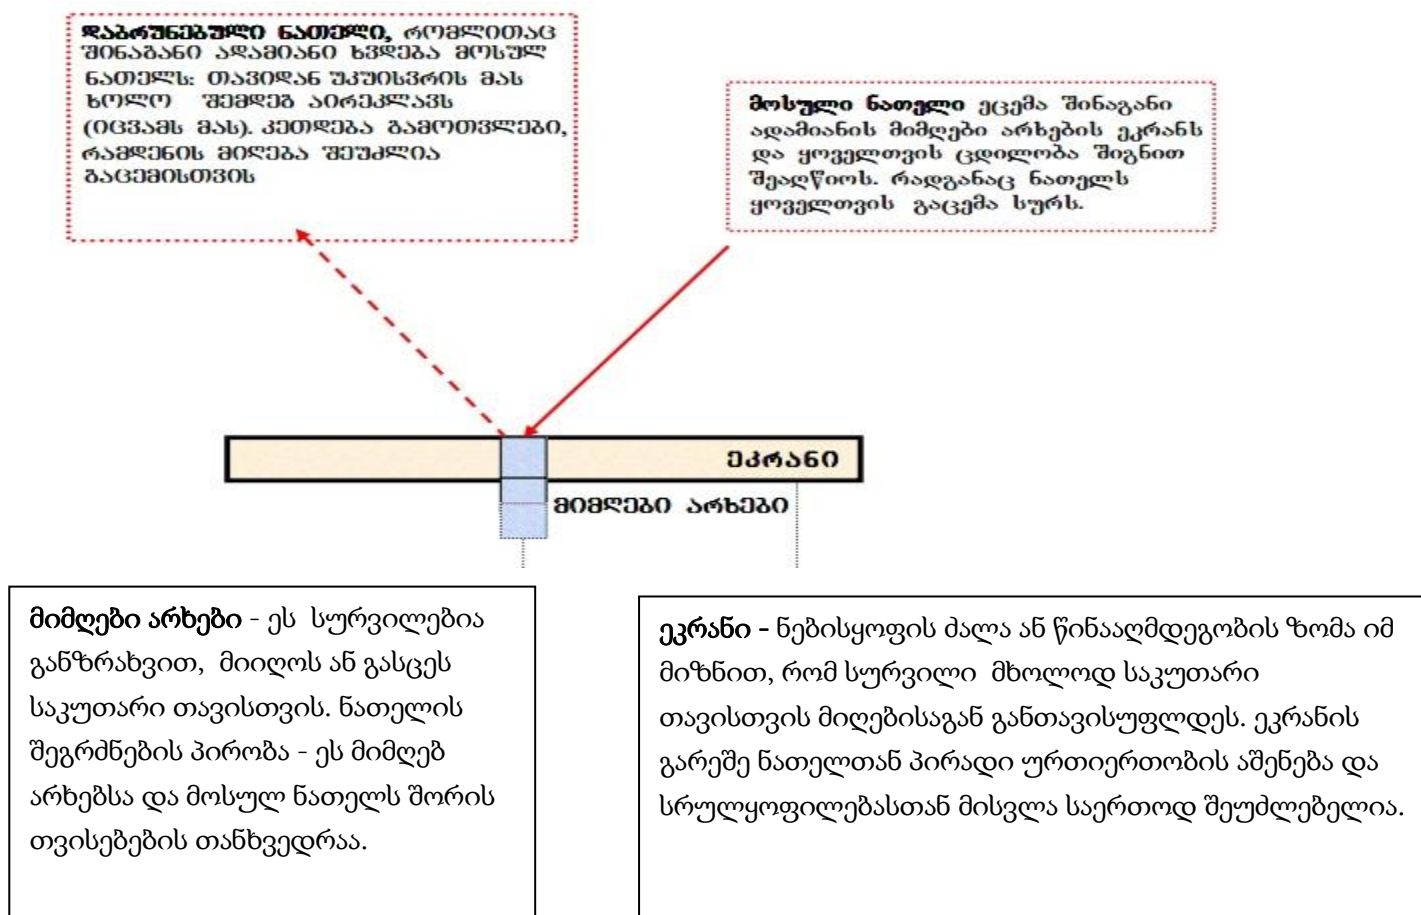 დაბრუნებული ნათელი, რომლითაც
შინაგანი ადამიანი ხვდება მოსულ
ნათელს: თავიდან უკუისვრის მას
ხოლო შემდეგ აირეკლავს
(იცვამს მას). კეთდება გამოთვლები,
რამდენის მიღება შეუძლია
გაცემისთვის
მოსული ნათელი ეცემა შინაგანი
ადამიანის მიმღები არხების ეკრანს
და ყოველთვის ცდილობა შიგნით
შეაღწიოს. რადგანაც ნათელს
ყოველთვის გაცემა სურს.
ეკრანი
მიმღები არხები
მიმღები არხები - ეს სურვილებია
განზრახვით, მიიღოს ან გასცეს
საკუთარი თავისთვის. ნათელის
შეგრძნების პირობა - ეს მიმღებ
არხებსა და მოსულ ნათელს შორის
თვისებების თანხვედრაა.
ეკრანი - ნებისყოფის ძალა ან წინააღმდეგობის ზომა იმ
მიზნით, რომ სურვილი მხოლოდ საკუთარი
თავისთვის მიღებისაგან განთავისუფლდეს. ეკრანის
გარეშე ნათელთან პირადი ურთიერთობის აშენება და
სრულყოფილებასთან მისვლა საერთოდ შეუძლებელია.